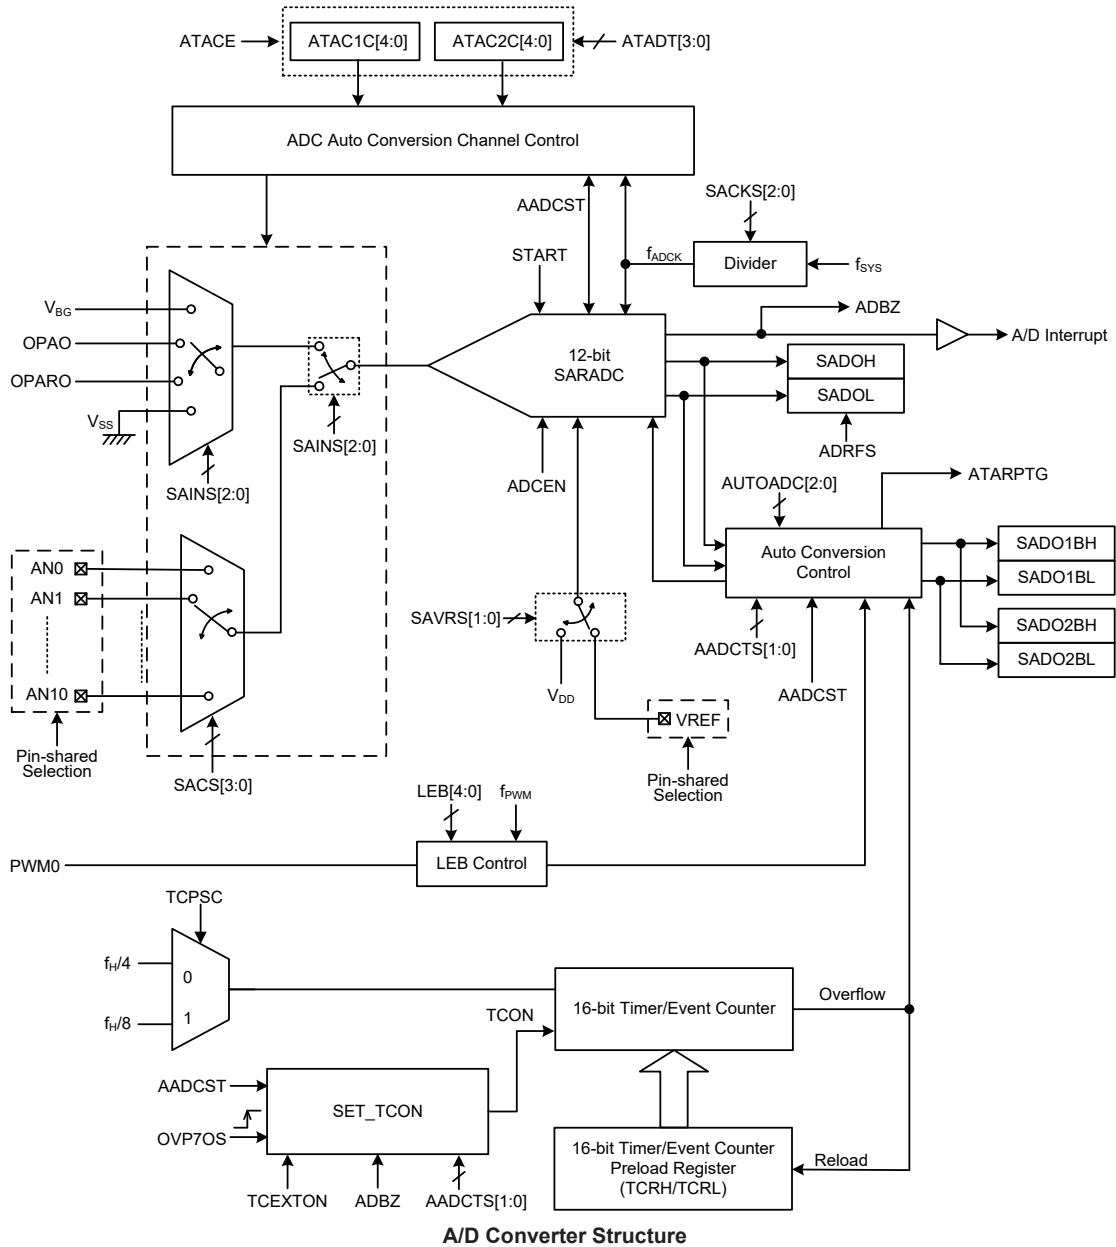 ATACE
ATAC1C[4:0]
ATAC2C[4:0]
ATADT[3:0]
ADC Auto Conversion Channel Control
AADCST
SACKS[2:0]
START
fADCK
Divider
fSYS
VBG
OPAO
OPARO
VSS
SAINS[2:0]
SAINS[2:0]
12-bit
SARADC
ADBZ
A/D Interrupt
SADOH
SADOL
ADRFS
ADCEN
AUTOADC[2:0]
ATARPTG
Auto Conversion
Control
SADO1BH
SADO1BL
SADO2BH
SADO2BL
AN0
AN1
AN10
Pin-shared
Selection
SACS[3:0]
SAVRS[1:0]
VDD
VREF
Pin-shared
Selection
AADCTS[1:0]
AADCST
LEB[4:0]
fPWM
PWM0
LEB Control
TCPSC
fH/4
0
fH/8
1
16-bit Timer/Event Counter
Overflow
TCON
AADCST
OVP7OS
SET_TCON
TCEXTON
ADBZ
AADCTS[1:0]
16-bit Timer/Event Counter
Preload Register
(TCRH/TCRL)
Reload
A/D Converter Structure